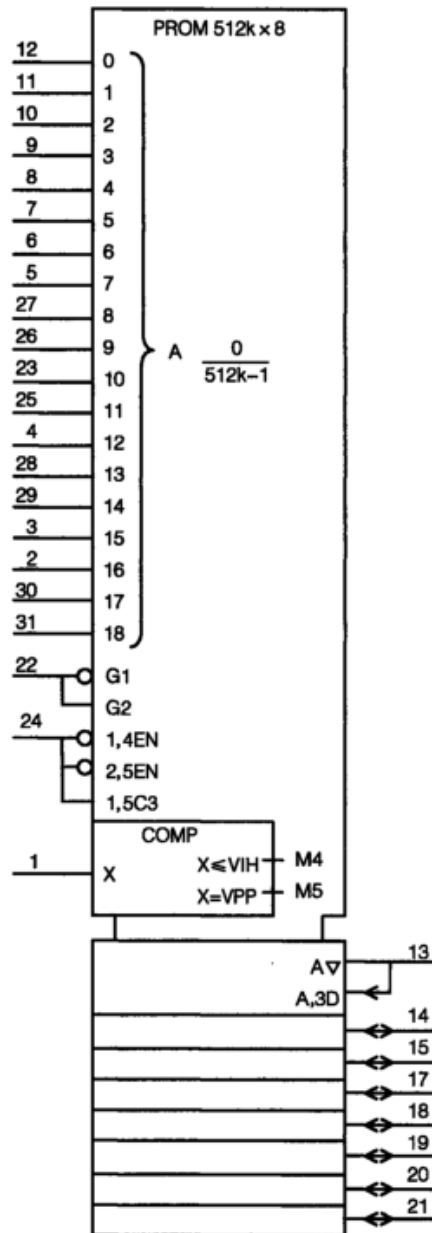 PROM 512k × 8
12 0
11 1
10 2
9 3
8 4
7 5
6 6
5 7
27 8
26 9
A 0
512k–1
23 10
25 11
4 12
28 13
29 14
3 15
2 16
30 17
31 18
22 G1
G2
24 1,4EN
2,5EN
1,5C3
COMP
X⩽VIH M4
1 X
X=VPP M5
13
A▽
A,3D
14
15
17
18
19
20
21